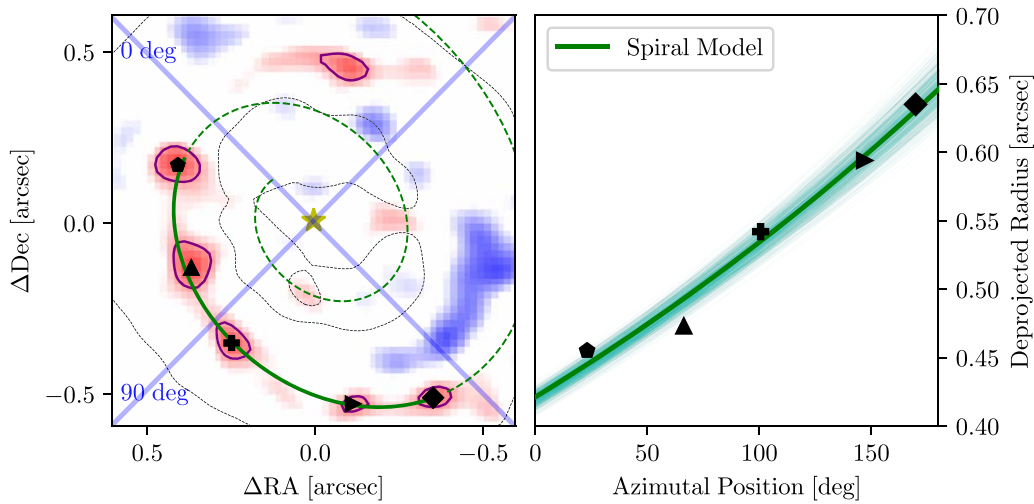 0 deg
90 deg
0.5
0.0
−0.5
0.5
0.0
−0.5
ΔDec [arcsec]
ΔRA [arcsec]
Spiral Model
0.70
0.65
0.60
0.55
0.50
0.45
0.40
Deprojected Radius [arcsec]
0
50
100
150
Azimutal Position [deg]